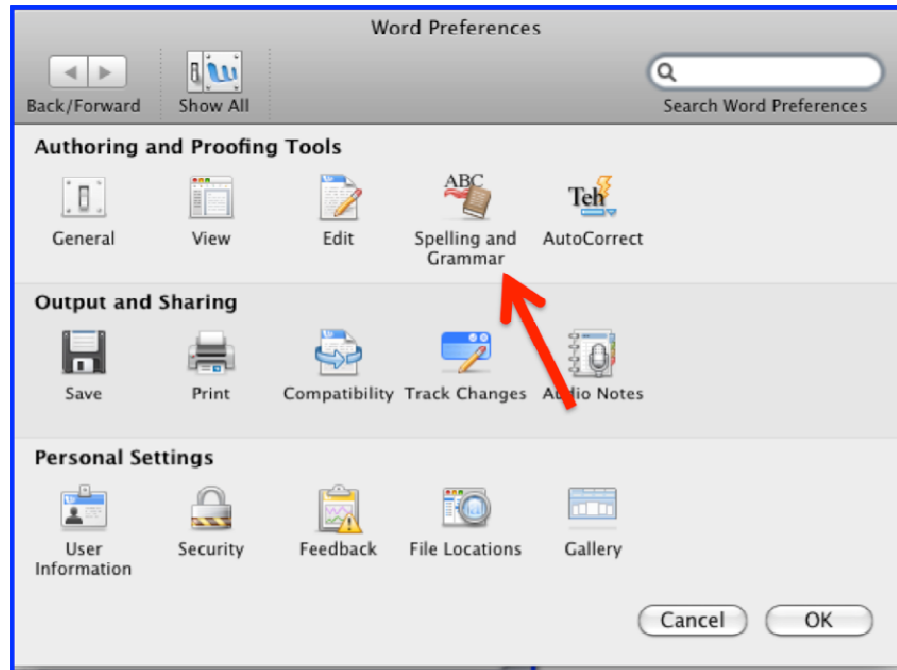 Word Preferences
Back/Forward Show All Search Word Preferences
Authoring and Proofing Tools
ABC Teh
General View Edit Spelling and Grammar AutoCorrect
Output and Sharing
Save Print Compatibility Track Changes Audio Notes
Personal Settings
User Information Security Feedback File Locations Gallery
Cancel OK